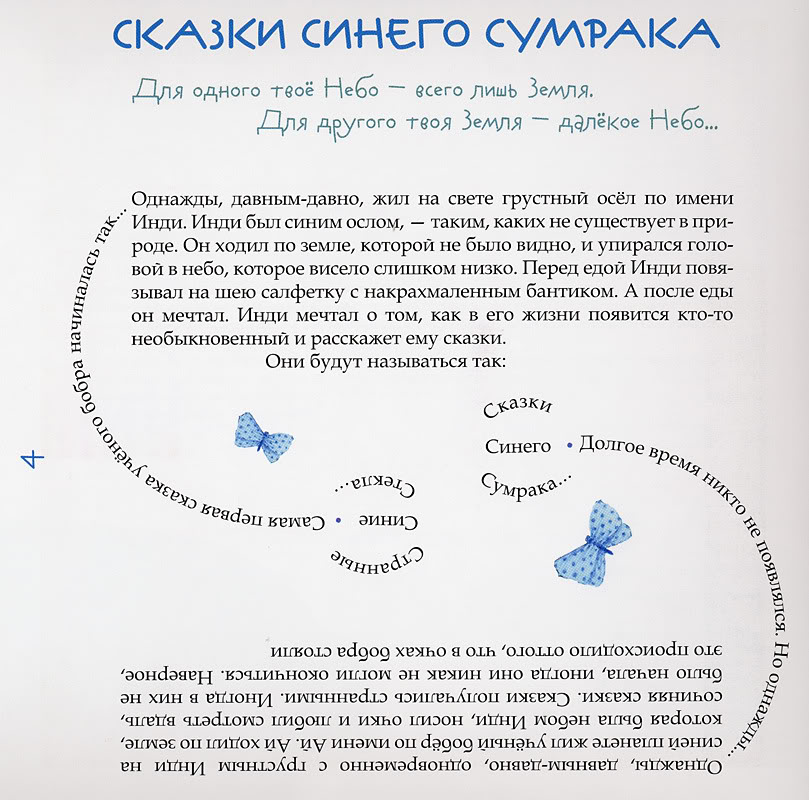 СКАЗКИ СИНЕГО СУМРАКА
Для одного твоё Небо — всего лишь Земля.
Для другого твоя Земля — далёкое Небо...
Однажды, давным-давно, жил на свете грустный осёл по имени
Инди. Инди был синим ослом, — таким, каких не существует в при-
роде. Он ходил по земле, которой не было видно, и упирался голо-
вой в небо, которое висело слишком низко. Перед едой Инди повя-
зывал на шею салфетку с накрахмаленным бантиком. А после еды
он мечтал. Инди мечтал о том, как в его жизни появится кто-то
необыкновенный и расскажет ему сказки.
Они будут называться так:
Сказки
Синего
Сумрака...
• Долгое время никто не появлялся. Но однажды...
Однажды, давным-давно, одновременно с грустным Инди на
синей планете жил учёный бобёр по имени Ай. Ай ходил по земле,
которая была небом Инди, носил очки и любил смотреть вдаль,
сочиняя сказки. Сказки получались странными. Иногда в них не
было начала, иногда они никак не могли окончиться. Наверное,
это происходило оттого, что в очках бобра стояли
Странные
Синие
Стекла...
• Самая первая сказка учёного бобра начиналась так...
4